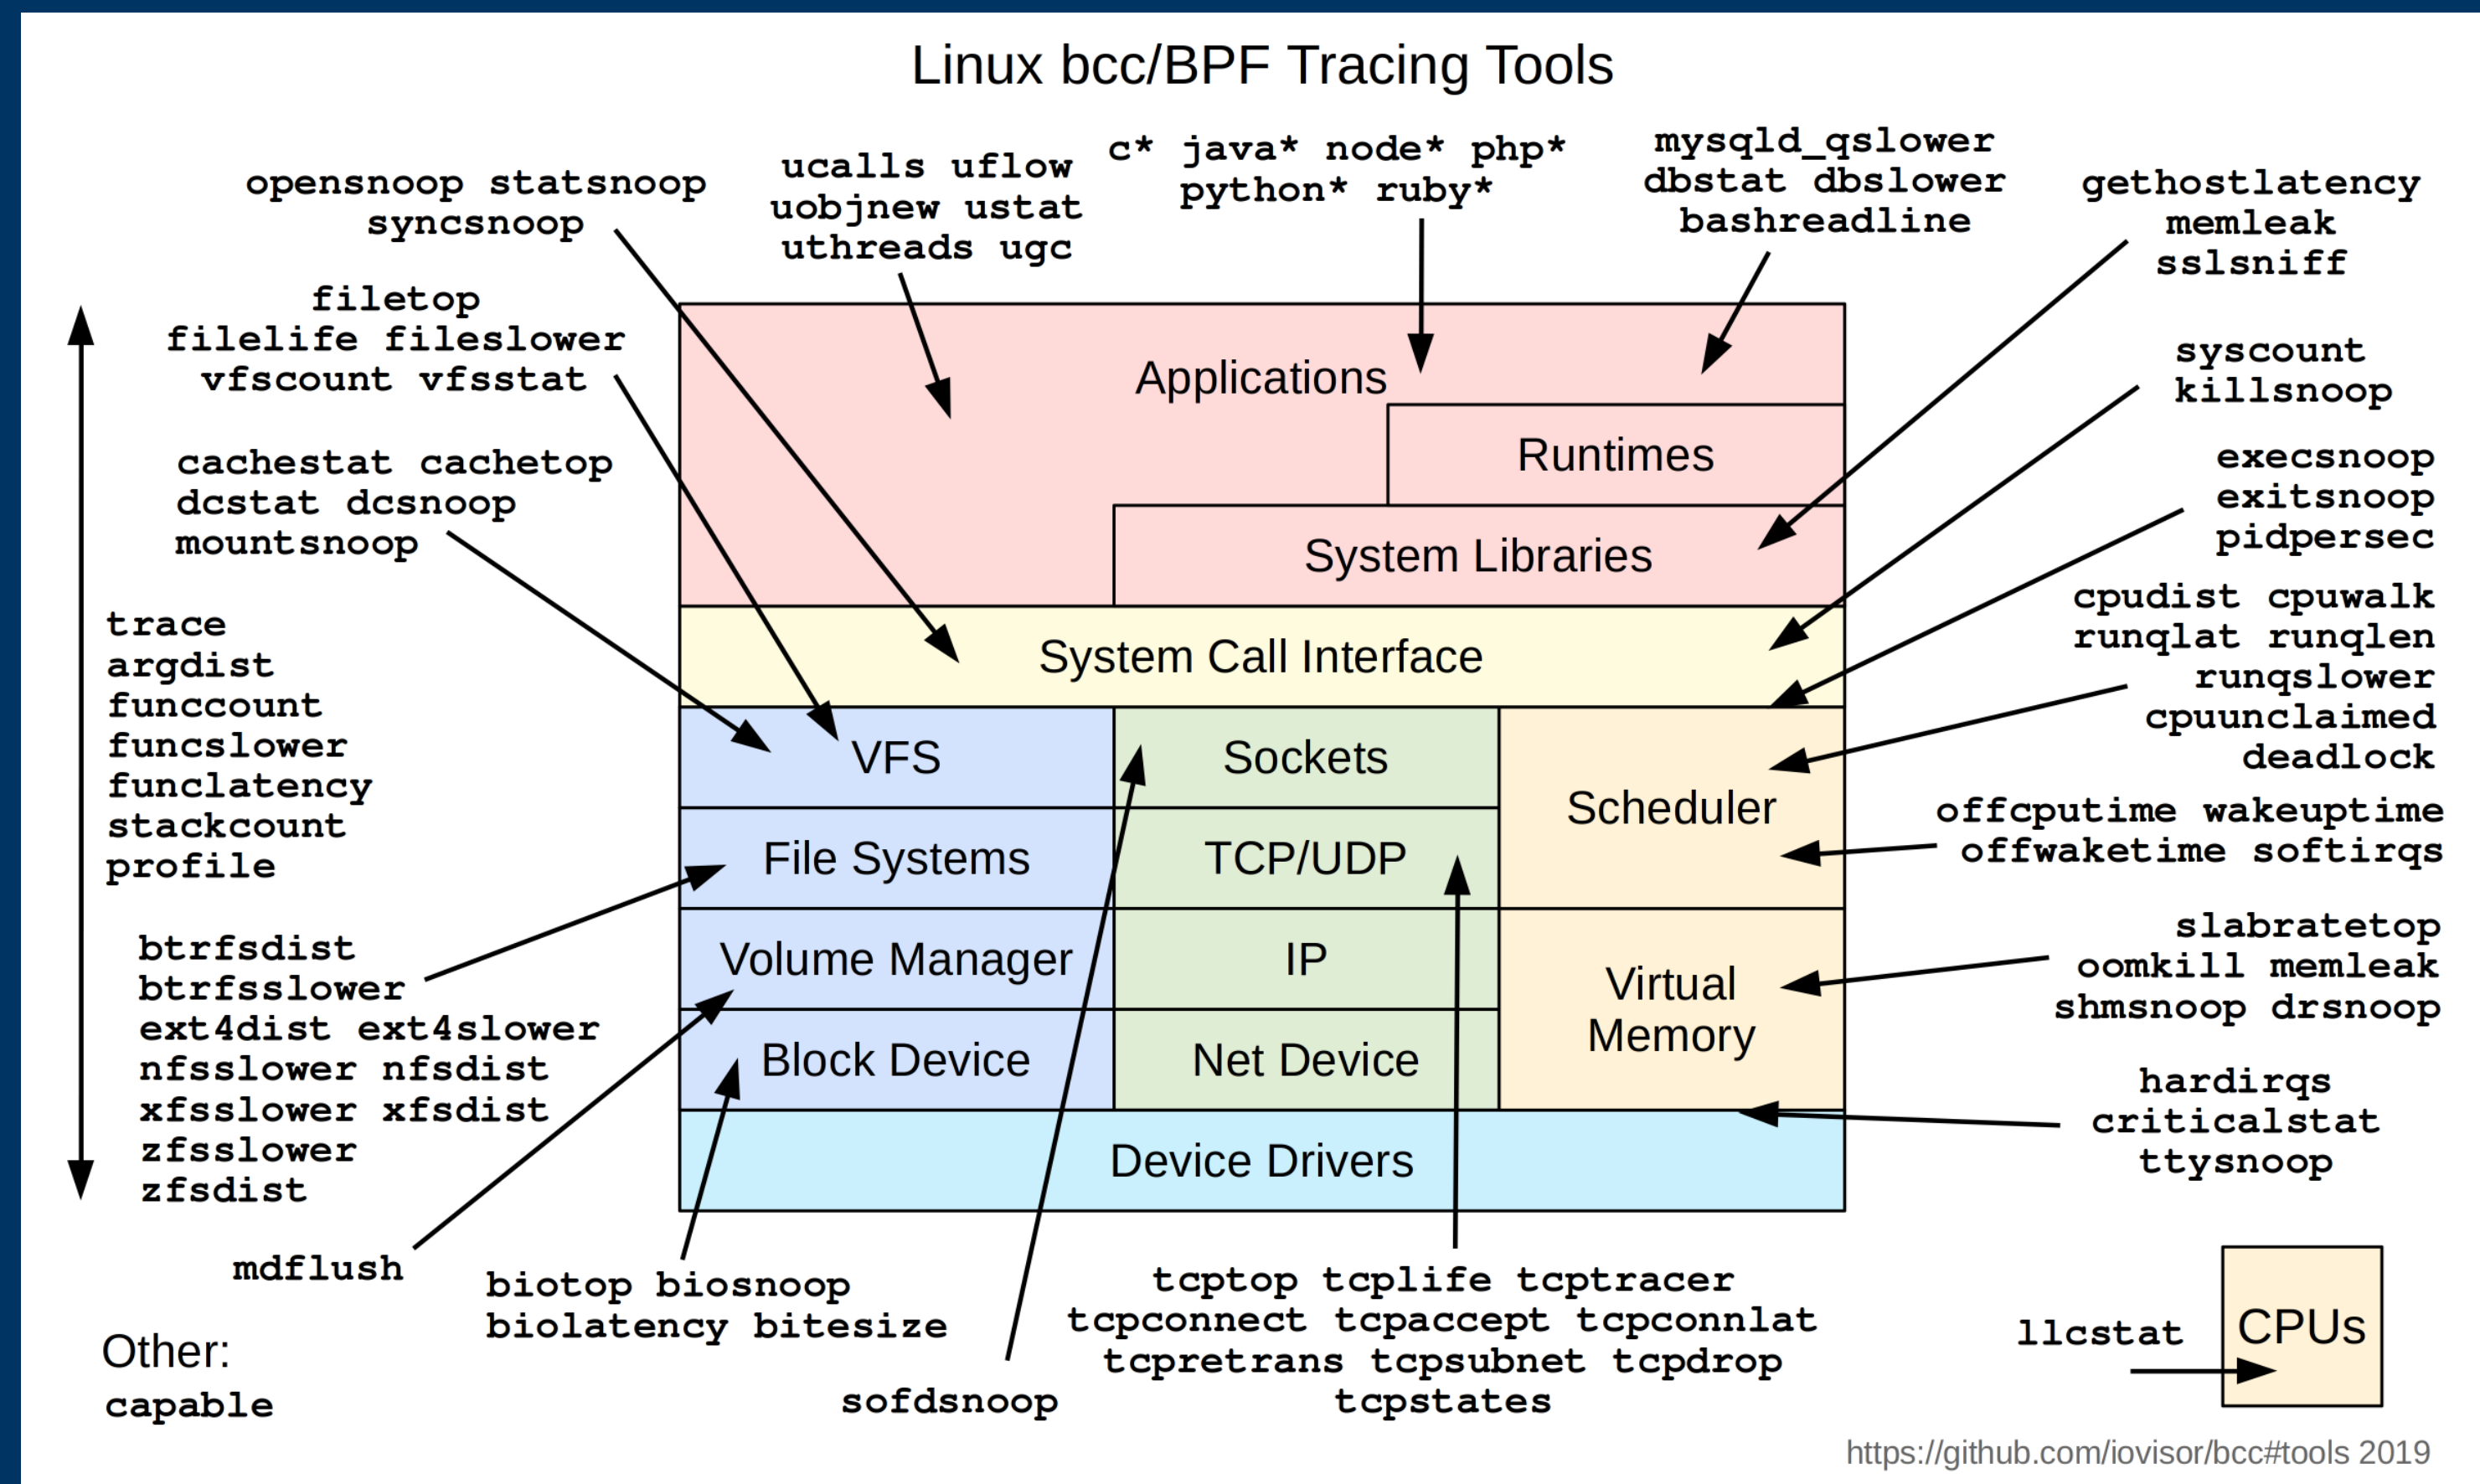 Linux bcc/BPF Tracing Tools
opensnoop statsnoop
syncsnoop
ucalls uflow
uobjnew ustat
uthreads ugc
c* java* node* php*
python* ruby*
mysqld_qslower
dbstat dbslower
bashreadline
gethostlatency
memleak
sslsniff
filetop
filelife fileslower
vfscount vfsstat
syscount
killsnoop
cachestat cachetop
dcstat dcsnoop
mountsnoop
execsnoop
exitsnoop
pidpersec
trace
argdist
funccount
funcslower
funclatency
stackcount
profile
cpudist cpuwalk
runqlat runqlen
runqslower
cpuunclaimed
deadlock
offcputime wakeuptime
offwaketime softirqs
btrfsdist
btrfsslower
ext4dist ext4slower
nfsslower nfsdist
xfsslower xfsdist
zfsslower
zfsdist
slabratetop
oomkill memleak
shmsnoop drsnoop
hardirqs
criticalstat
ttysnoop
Applications
Runtimes
System Libraries
System Call Interface
VFS
Sockets
Scheduler
File Systems
TCP/UDP
Volume Manager
IP
Virtual
Memory
Block Device
Net Device
Device Drivers
mdflush
biotop biosnoop
biolatency bitesize
sofdsnoop
tcptop tcplife tcptracer
tcpconnect tcpaccept tcpconnlat
tcpretrans tcpsubnet tcpdrop
tcpstates
llcstat
CPUs
Other:
capable
https://github.com/iovisor/bcc#tools 2019